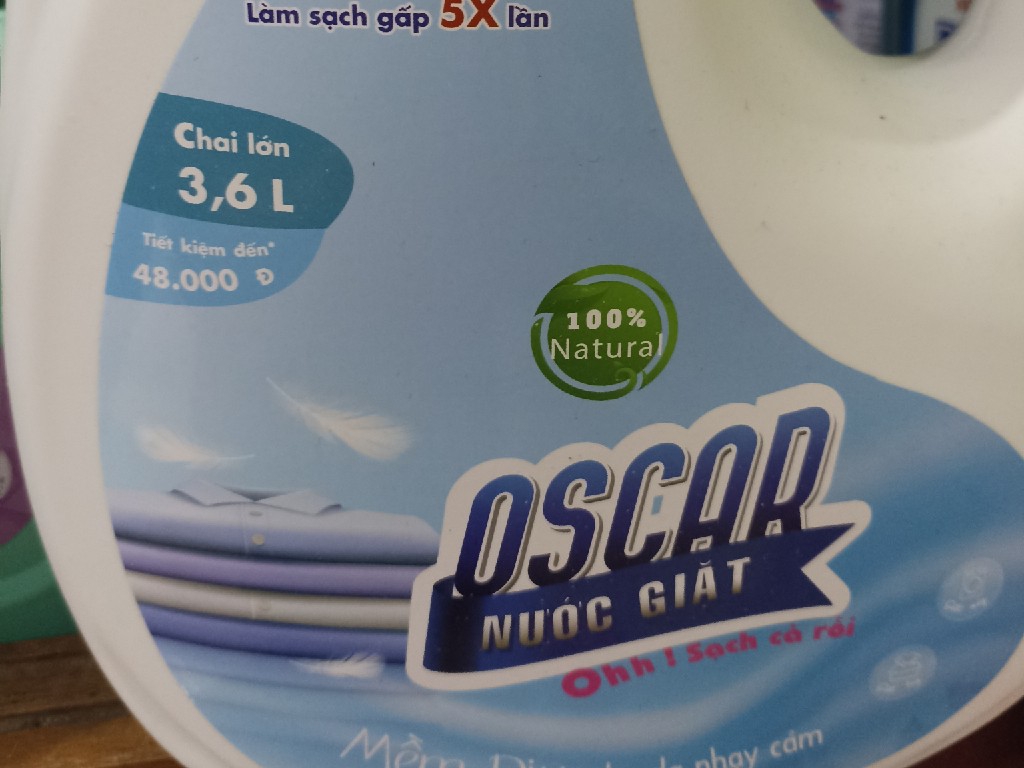 Làm sạch gấp 5X lần
Chai lớn
3,6 L
Tiết kiệm đến*
48.000 Đ
100%
Natural
OSCAR
NƯỚC GIẶT
Ohh ! Sạch cả rồi
Mềm nhạy cảm